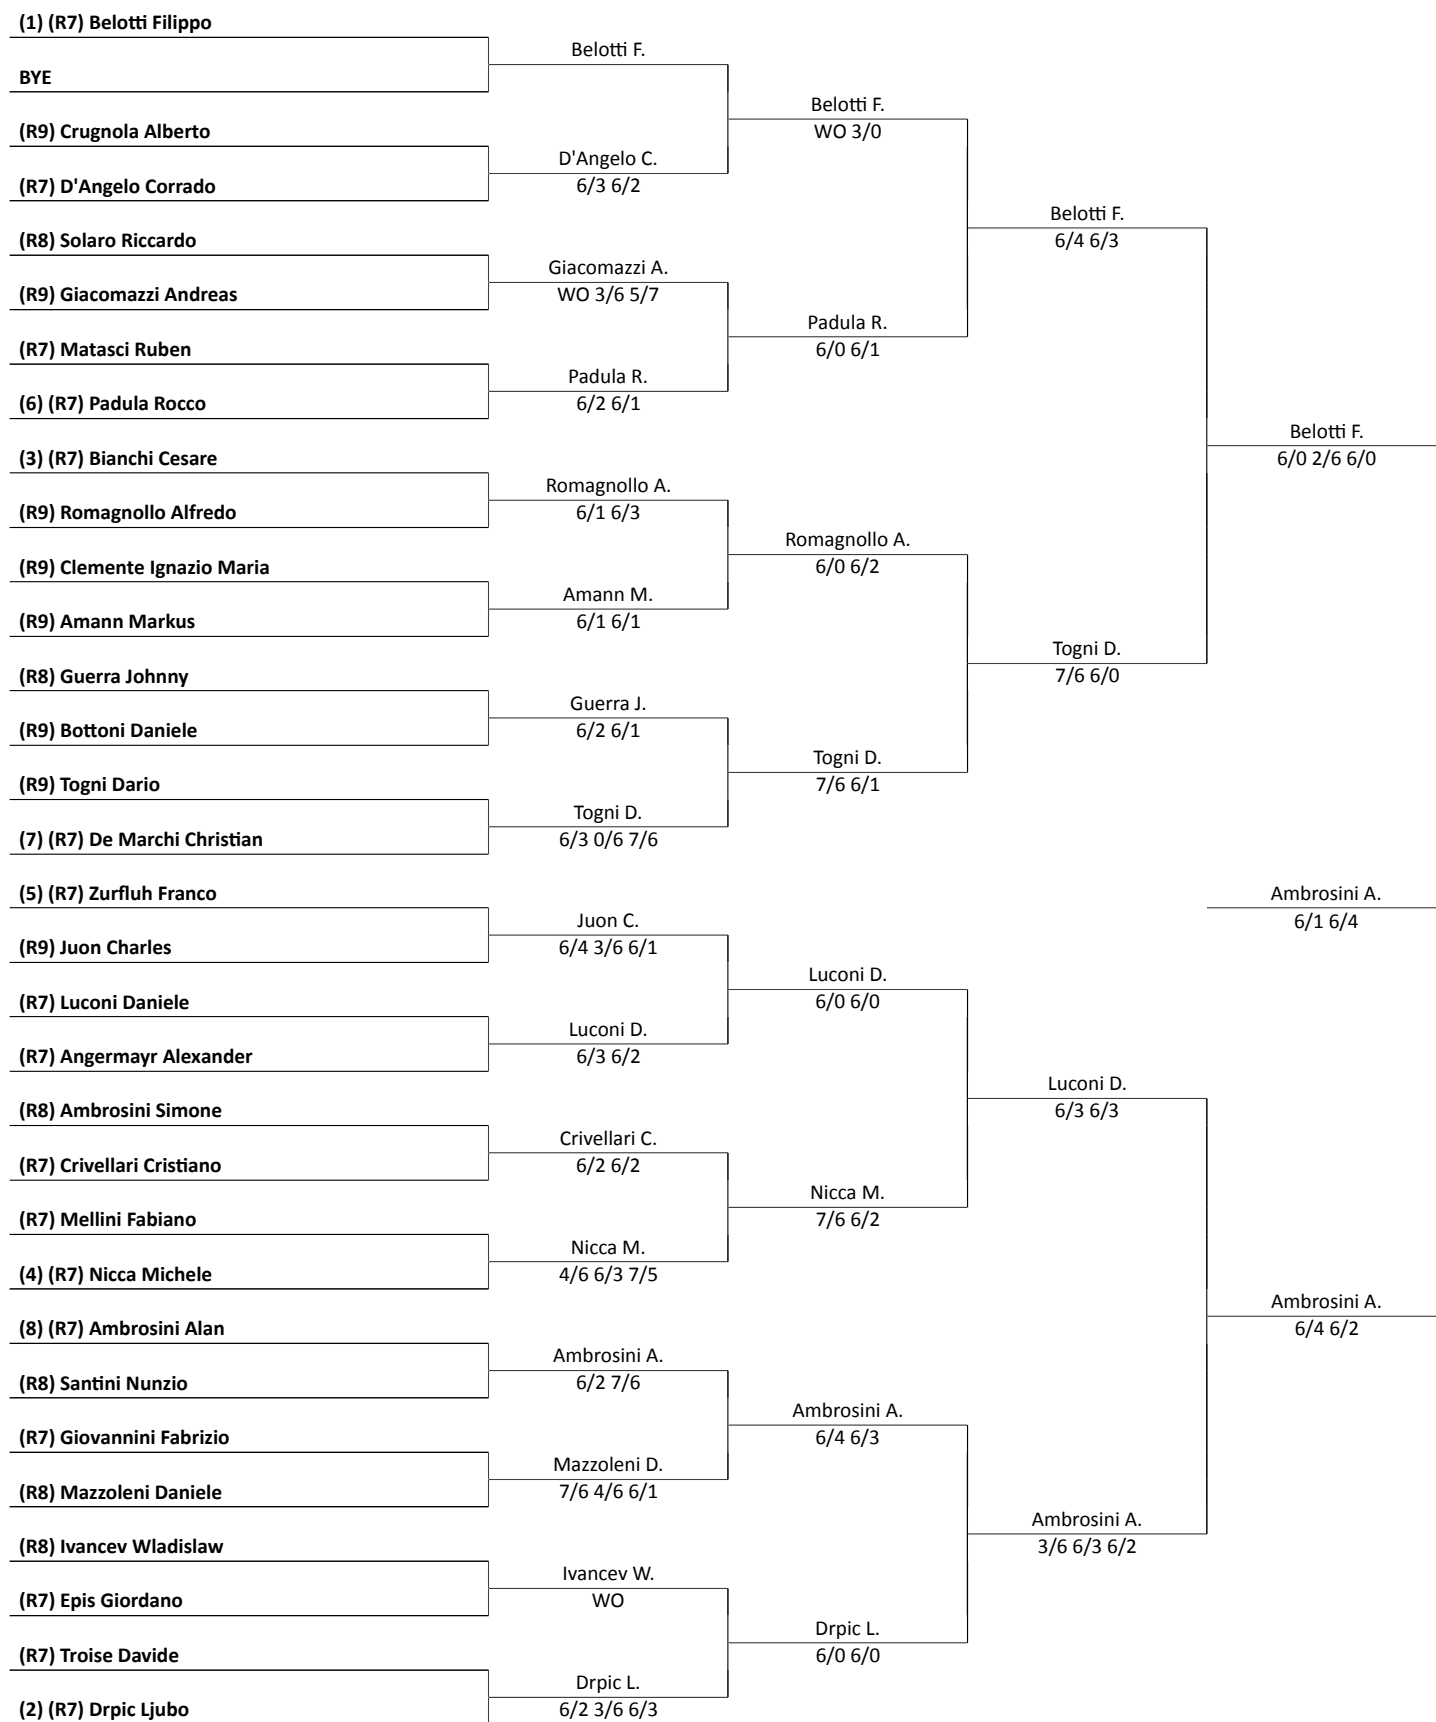 (1) (R7) Belotti Filippo
BYE
(R9) Crugnola Alberto
(R7) D'Angelo Corrado
(R8) Solaro Riccardo
(R9) Giacomazzi Andreas
(R7) Matasci Ruben
(6) (R7) Padula Rocco
(3) (R7) Bianchi Cesare
(R9) Romagnollo Alfredo
(R9) Clemente Ignazio Maria
(R9) Amann Markus
(R8) Guerra Johnny
(R9) Bottoni Daniele
(R9) Togni Dario
(7) (R7) De Marchi Christian
(5) (R7) Zurfluh Franco
(R9) Juon Charles
(R7) Luconi Daniele
(R7) Angermayr Alexander
(R8) Ambrosini Simone
(R7) Crivellari Cristiano
(R7) Mellini Fabiano
(4) (R7) Nicca Michele
(8) (R7) Ambrosini Alan
(R8) Santini Nunzio
(R7) Giovannini Fabrizio
(R8) Mazzoleni Daniele
(R8) Ivancev Wladislaw
(R7) Epis Giordano
(R7) Troise Davide
(2) (R7) Drpic Ljubo
Belotti F.
D'Angelo C.
6/3 6/2
Giacomazzi A.
WO 3/6 5/7
Padula R.
6/2 6/1
Romagnollo A.
6/1 6/3
Amann M.
6/1 6/1
Guerra J.
6/2 6/1
Togni D.
6/3 0/6 7/6
Juon C.
6/4 3/6 6/1
Luconi D.
6/3 6/2
Crivellari C.
6/2 6/2
Nicca M.
4/6 6/3 7/5
Ambrosini A.
6/2 7/6
Mazzoleni D.
7/6 4/6 6/1
Ivancev W.
WO
Drpic L.
6/2 3/6 6/3
Belotti F.
WO 3/0
Padula R.
6/0 6/1
Romagnollo A.
6/0 6/2
Togni D.
7/6 6/1
Luconi D.
6/0 6/0
Nicca M.
7/6 6/2
Ambrosini A.
6/4 6/3
Drpic L.
6/0 6/0
Belotti F.
6/4 6/3
Togni D.
7/6 6/0
Luconi D.
6/3 6/3
Ambrosini A.
3/6 6/3 6/2
Belotti F.
6/0 2/6 6/0
Ambrosini A.
6/1 6/4
Ambrosini A.
6/4 6/2